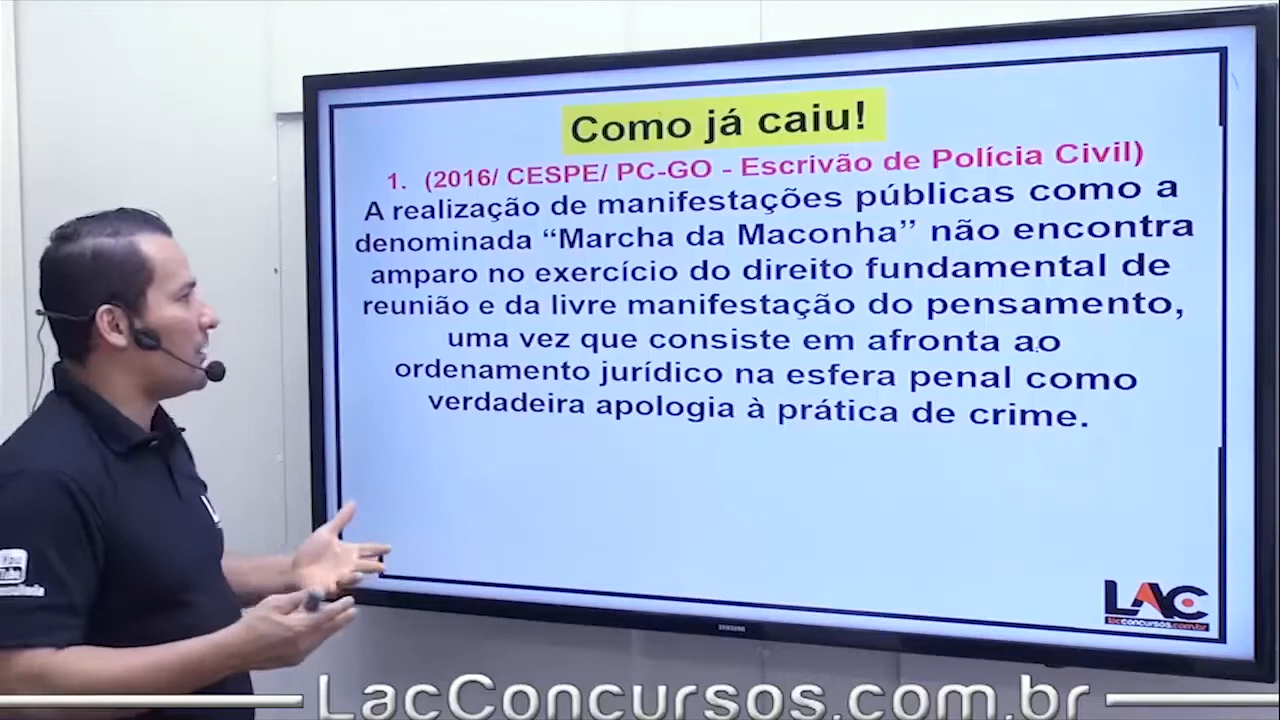 Como já caiu!
1. (2016/ CESPE/ PC-GO - Escrivão de Polícia Civil)
A realização de manifestações públicas como a
denominada “Marcha da Maconha” não encontra
amparo no exercício do direito fundamental de
reunião e da livre manifestação do pensamento,
uma vez que consiste em afronta ao
ordenamento jurídico na esfera penal como
verdadeira apologia à prática de crime.
LAC
lacconcursos.com.br
SAMSUNG
You
Tube
LacConcursos.com.br